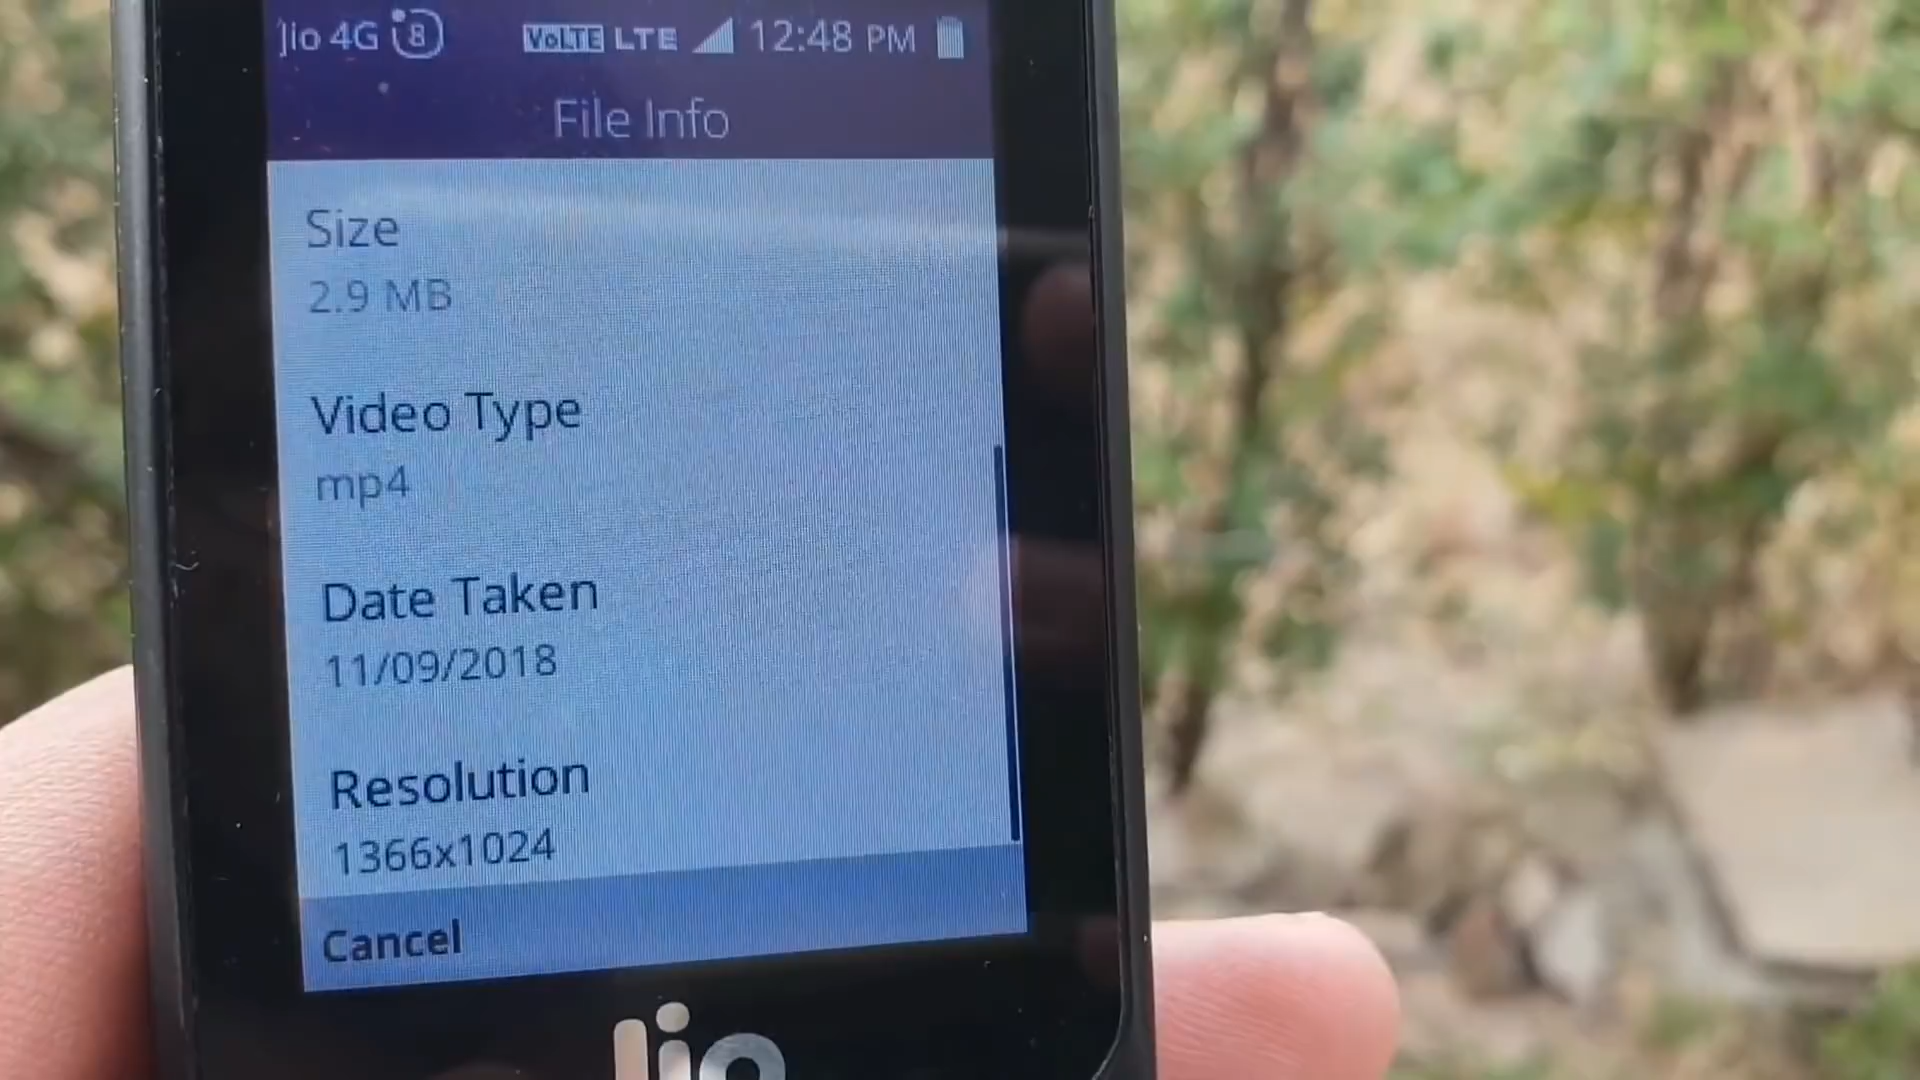 Jio 4G 8 VoLTE LTE 12:48 PM
File Info
Size
2.9 MB
Video Type
mp4
Date Taken
11/09/2018
Resolution
1366x1024
Cancel
Jio